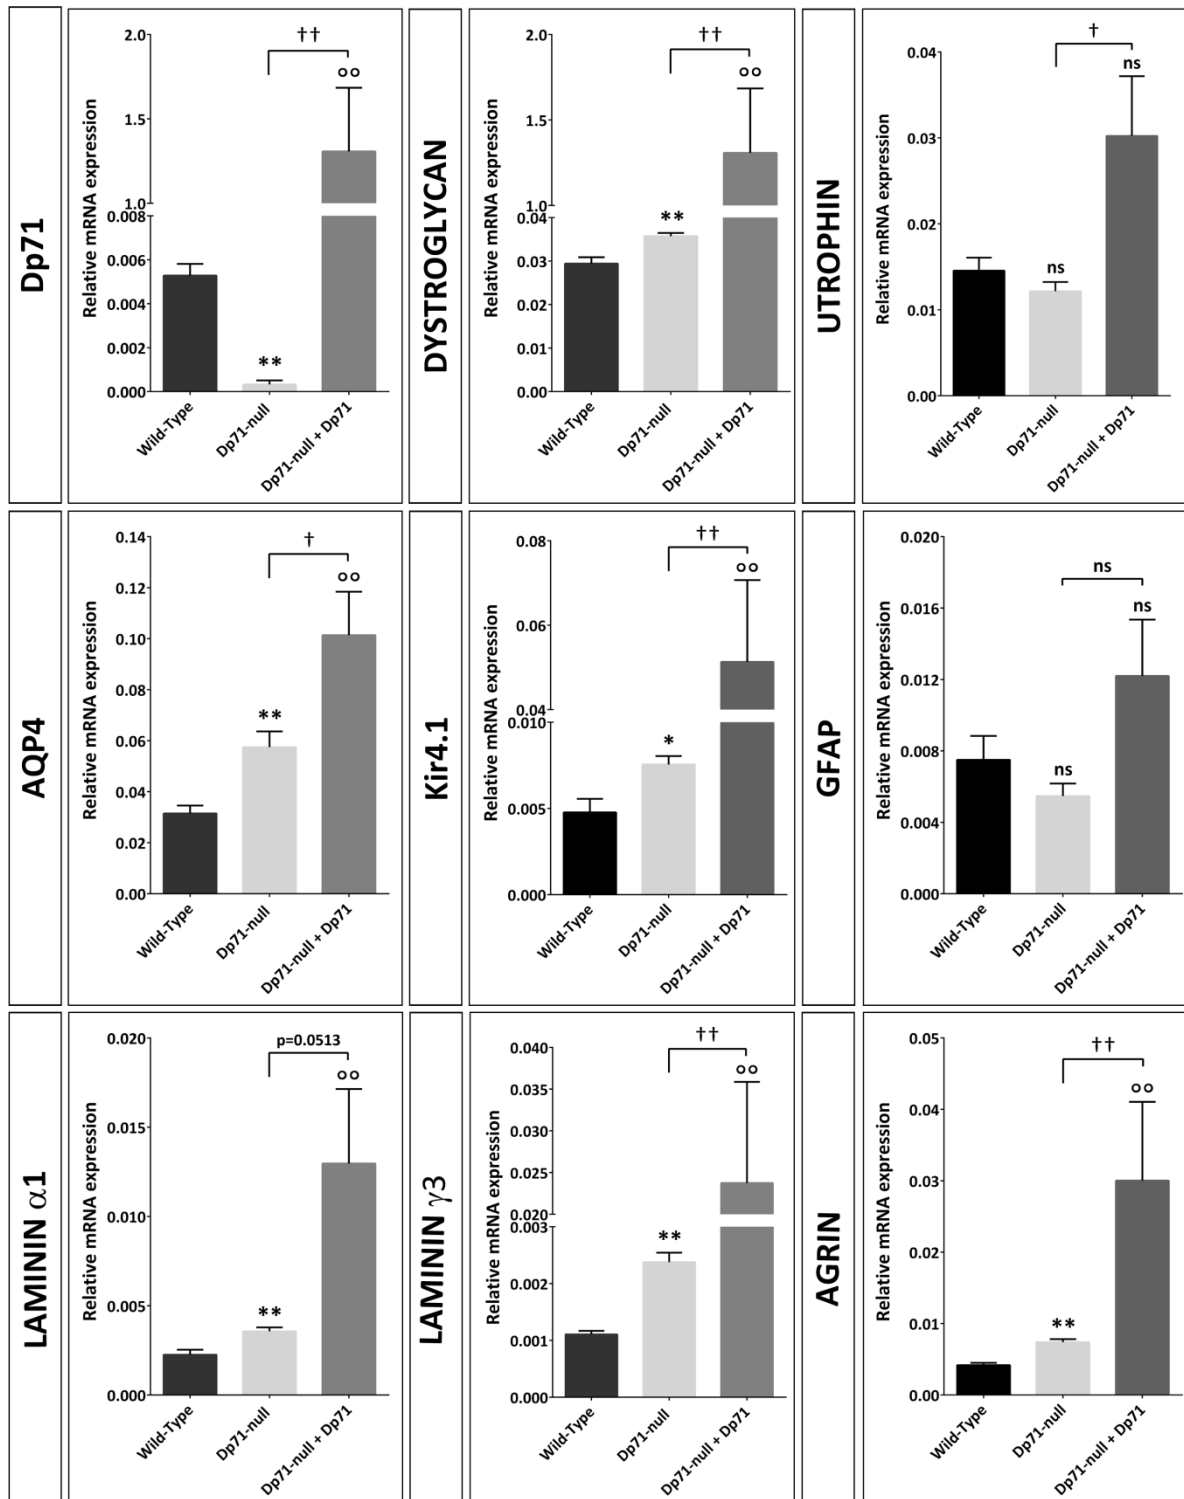 Dp71
Relative mRNA expression
2.0
1.5
1.0
0.008
0.006
0.004
0.002
0.000
††
°°
**
Wild-Type
Dp71-null
Dp71-null + Dp71
DYSTROGLYCAN
Relative mRNA expression
2.0
1.5
1.0
0.04
0.03
0.02
0.01
0.00
††
°°
**
Wild-Type
Dp71-null
Dp71-null + Dp71
UTROPHIN
Relative mRNA expression
0.04
0.03
0.02
0.01
0.00
†
ns
ns
Wild-Type
Dp71-null
Dp71-null + Dp71
AQP4
Relative mRNA expression
0.14
0.12
0.10
0.08
0.06
0.04
0.02
0.00
†
°°
**
Wild-Type
Dp71-null
Dp71-null + Dp71
Kir4.1
Relative mRNA expression
0.08
0.06
0.04
0.010
0.005
0.000
††
°°
*
Wild-Type
Dp71-null
Dp71-null + Dp71
GFAP
Relative mRNA expression
0.020
0.016
0.012
0.008
0.004
0.000
ns
ns
ns
Wild-Type
Dp71-null
Dp71-null + Dp71
LAMININ α1
Relative mRNA expression
0.020
0.015
0.010
0.005
0.000
p=0.0513
°°
**
Wild-Type
Dp71-null
Dp71-null + Dp71
LAMININ γ3
Relative mRNA expression
0.040
0.035
0.030
0.025
0.020
0.003
0.002
0.001
0.000
††
°°
**
Wild-Type
Dp71-null
Dp71-null + Dp71
AGRIN
Relative mRNA expression
0.05
0.04
0.03
0.02
0.01
0.00
††
°°
**
Wild-Type
Dp71-null
Dp71-null + Dp71